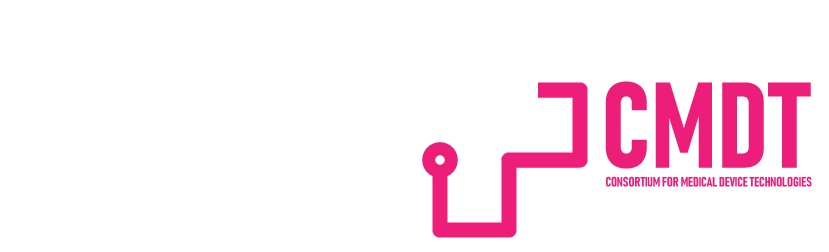 CMDT
CONSORTIUM FOR MEDICAL DEVICE TECHNOLOGIES